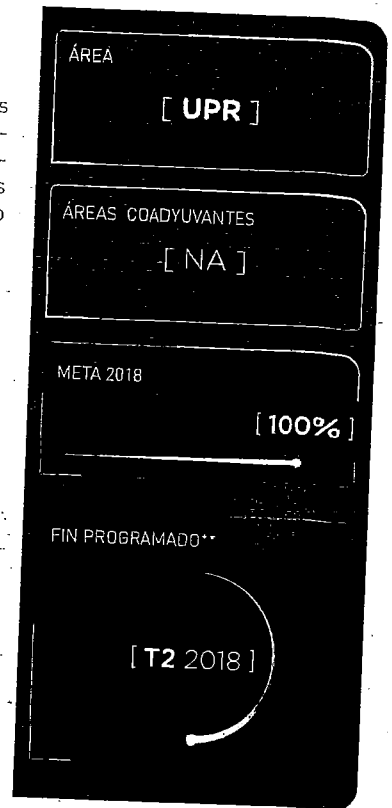 ÁREA
[ UPR ]
ÁREAS COADYUVANTES
[ NA ]
META 2018
[ 100% ]
FIN PROGRAMADO**
[ T2 2018 ]